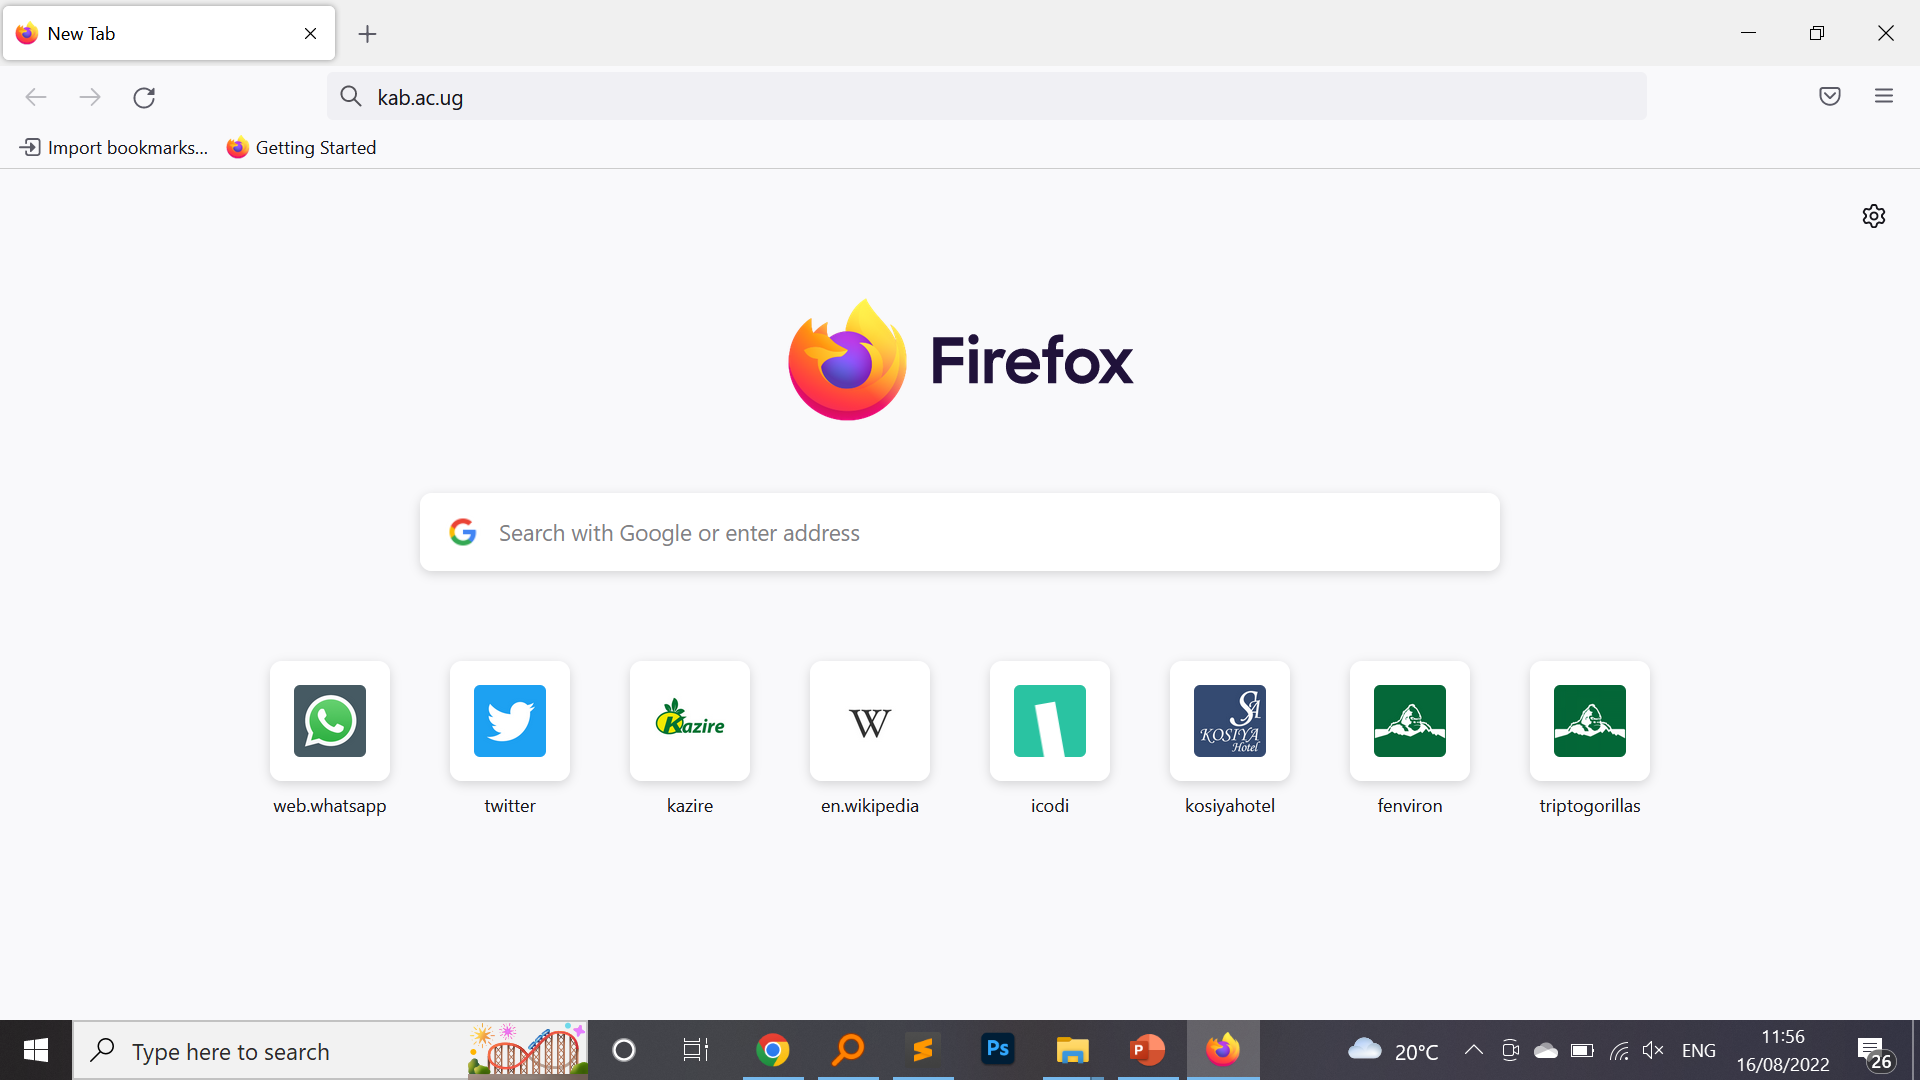 New Tab
kab.ac.ug
Import bookmarks...
Getting Started
Firefox
Search with Google or enter address
Kazire
W
SA
KOSIYA
Hotel
web.whatsapp
twitter
kazire
en.wikipedia
icodi
kosiyahotel
fenviron
triptogorillas
Type here to search
Ps
P
20°C
ENG
11:56
16/08/2022
26